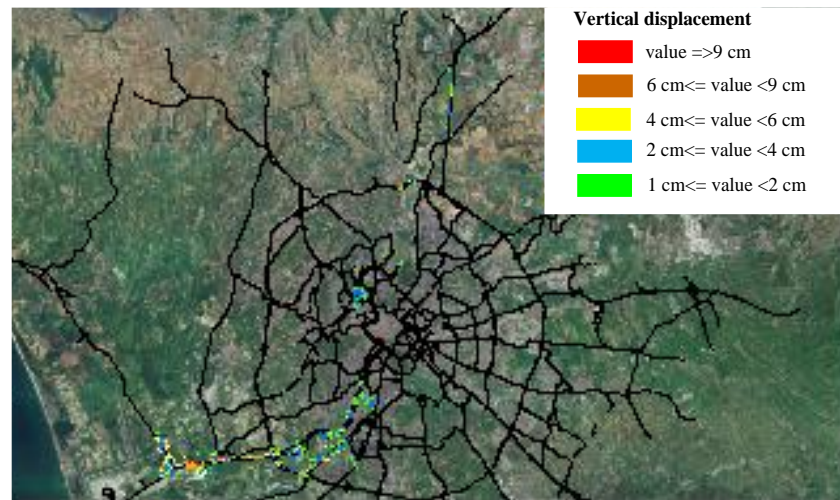 Vertical displacement
value =>9 cm
6 cm<= value <9 cm
4 cm<= value <6 cm
2 cm<= value <4 cm
1 cm<= value <2 cm